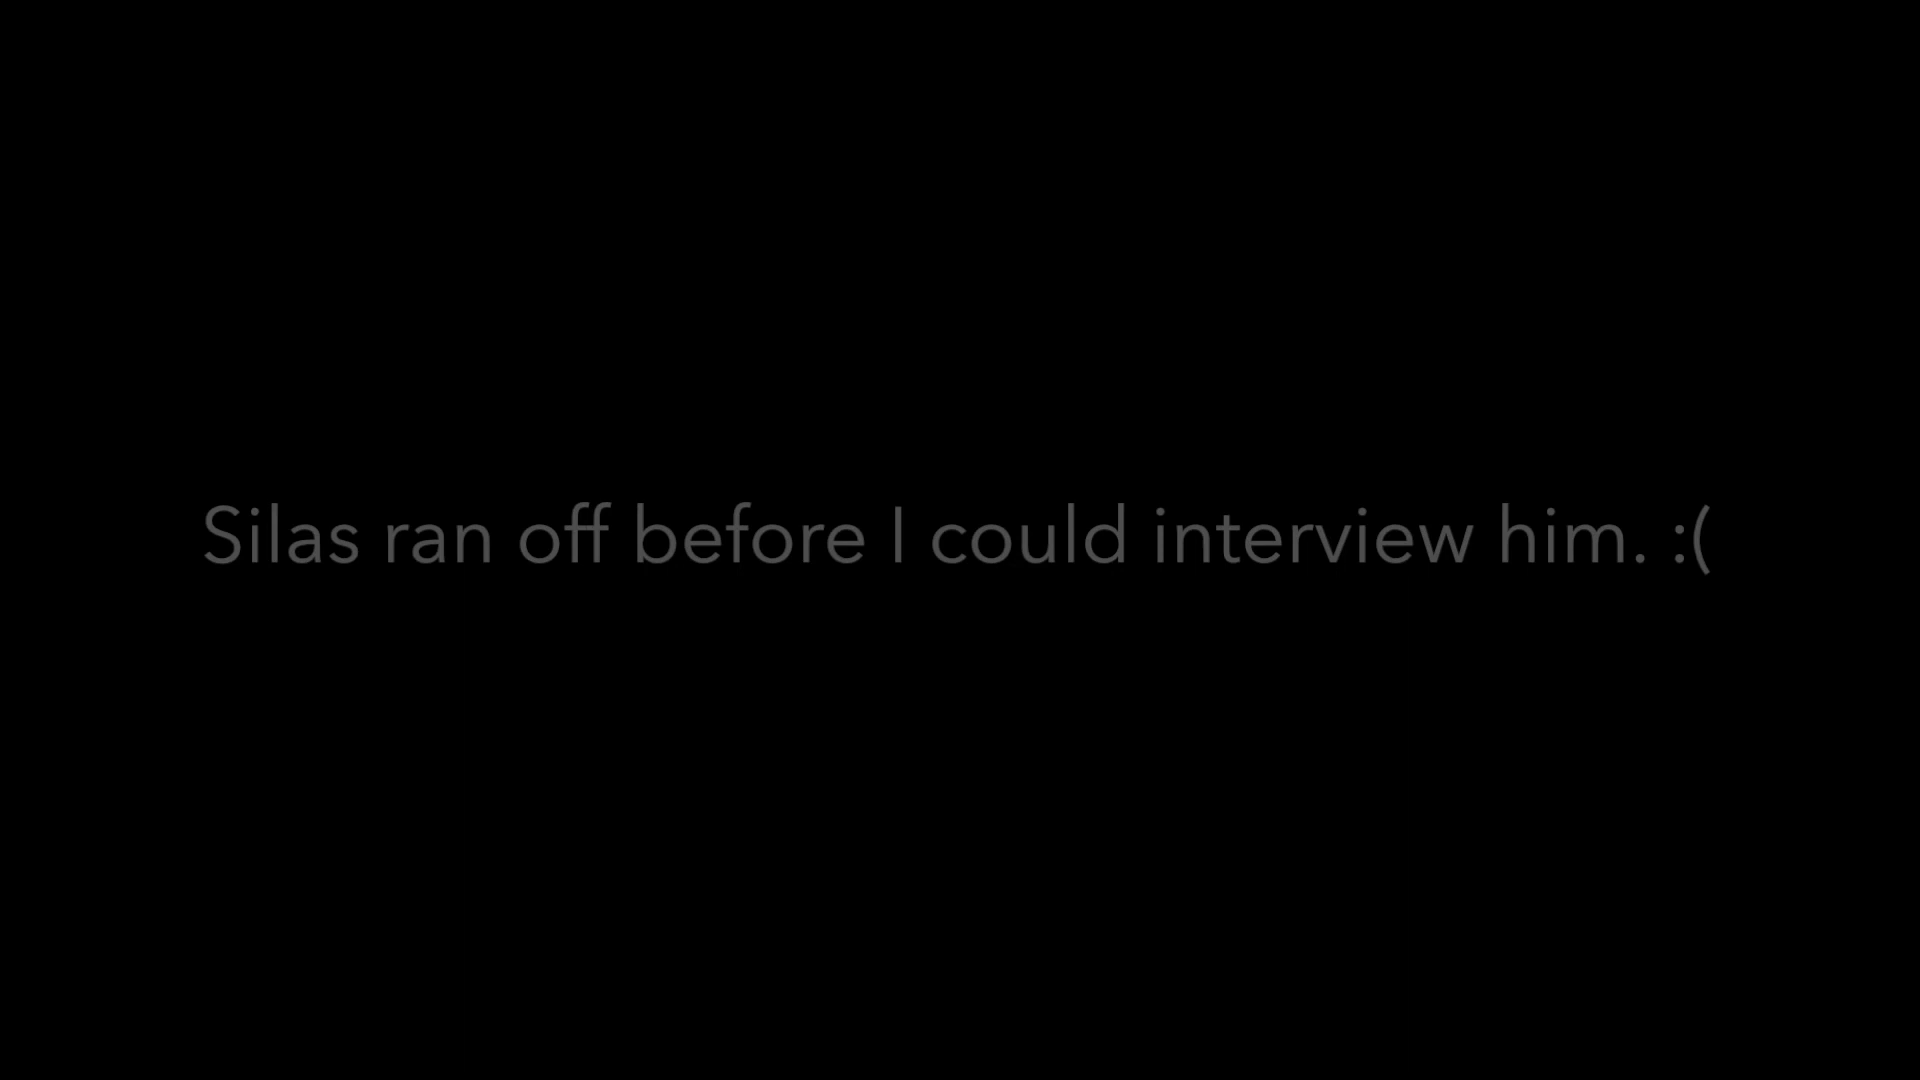 Silas ran off before I could interview him. :(